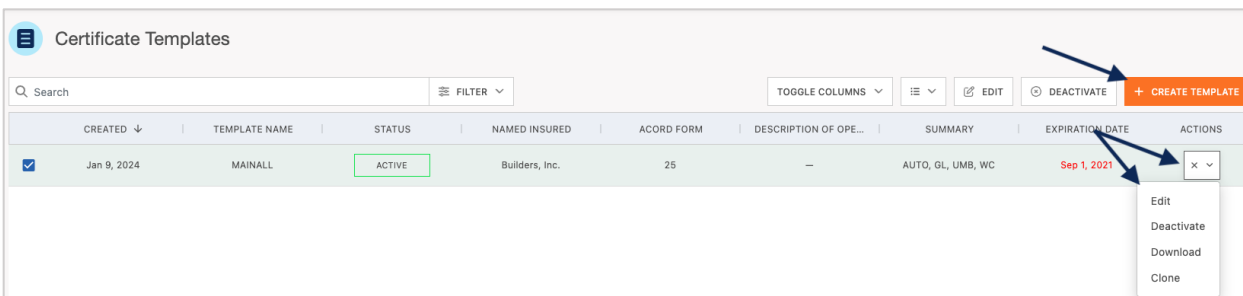 Certificate Templates
Search FILTER TOGGLE COLUMNS EDIT DEACTIVATE + CREATE TEMPLATE
CREATED TEMPLATE NAME STATUS NAMED INSURED ACORD FORM DESCRIPTION OF OPE... SUMMARY EXPIRATION DATE ACTIONS
Jan 9, 2024 MAINALL ACTIVE Builders, Inc. 25 — AUTO, GL, UMB, WC Sep 1, 2021
Edit
Deactivate
Download
Clone